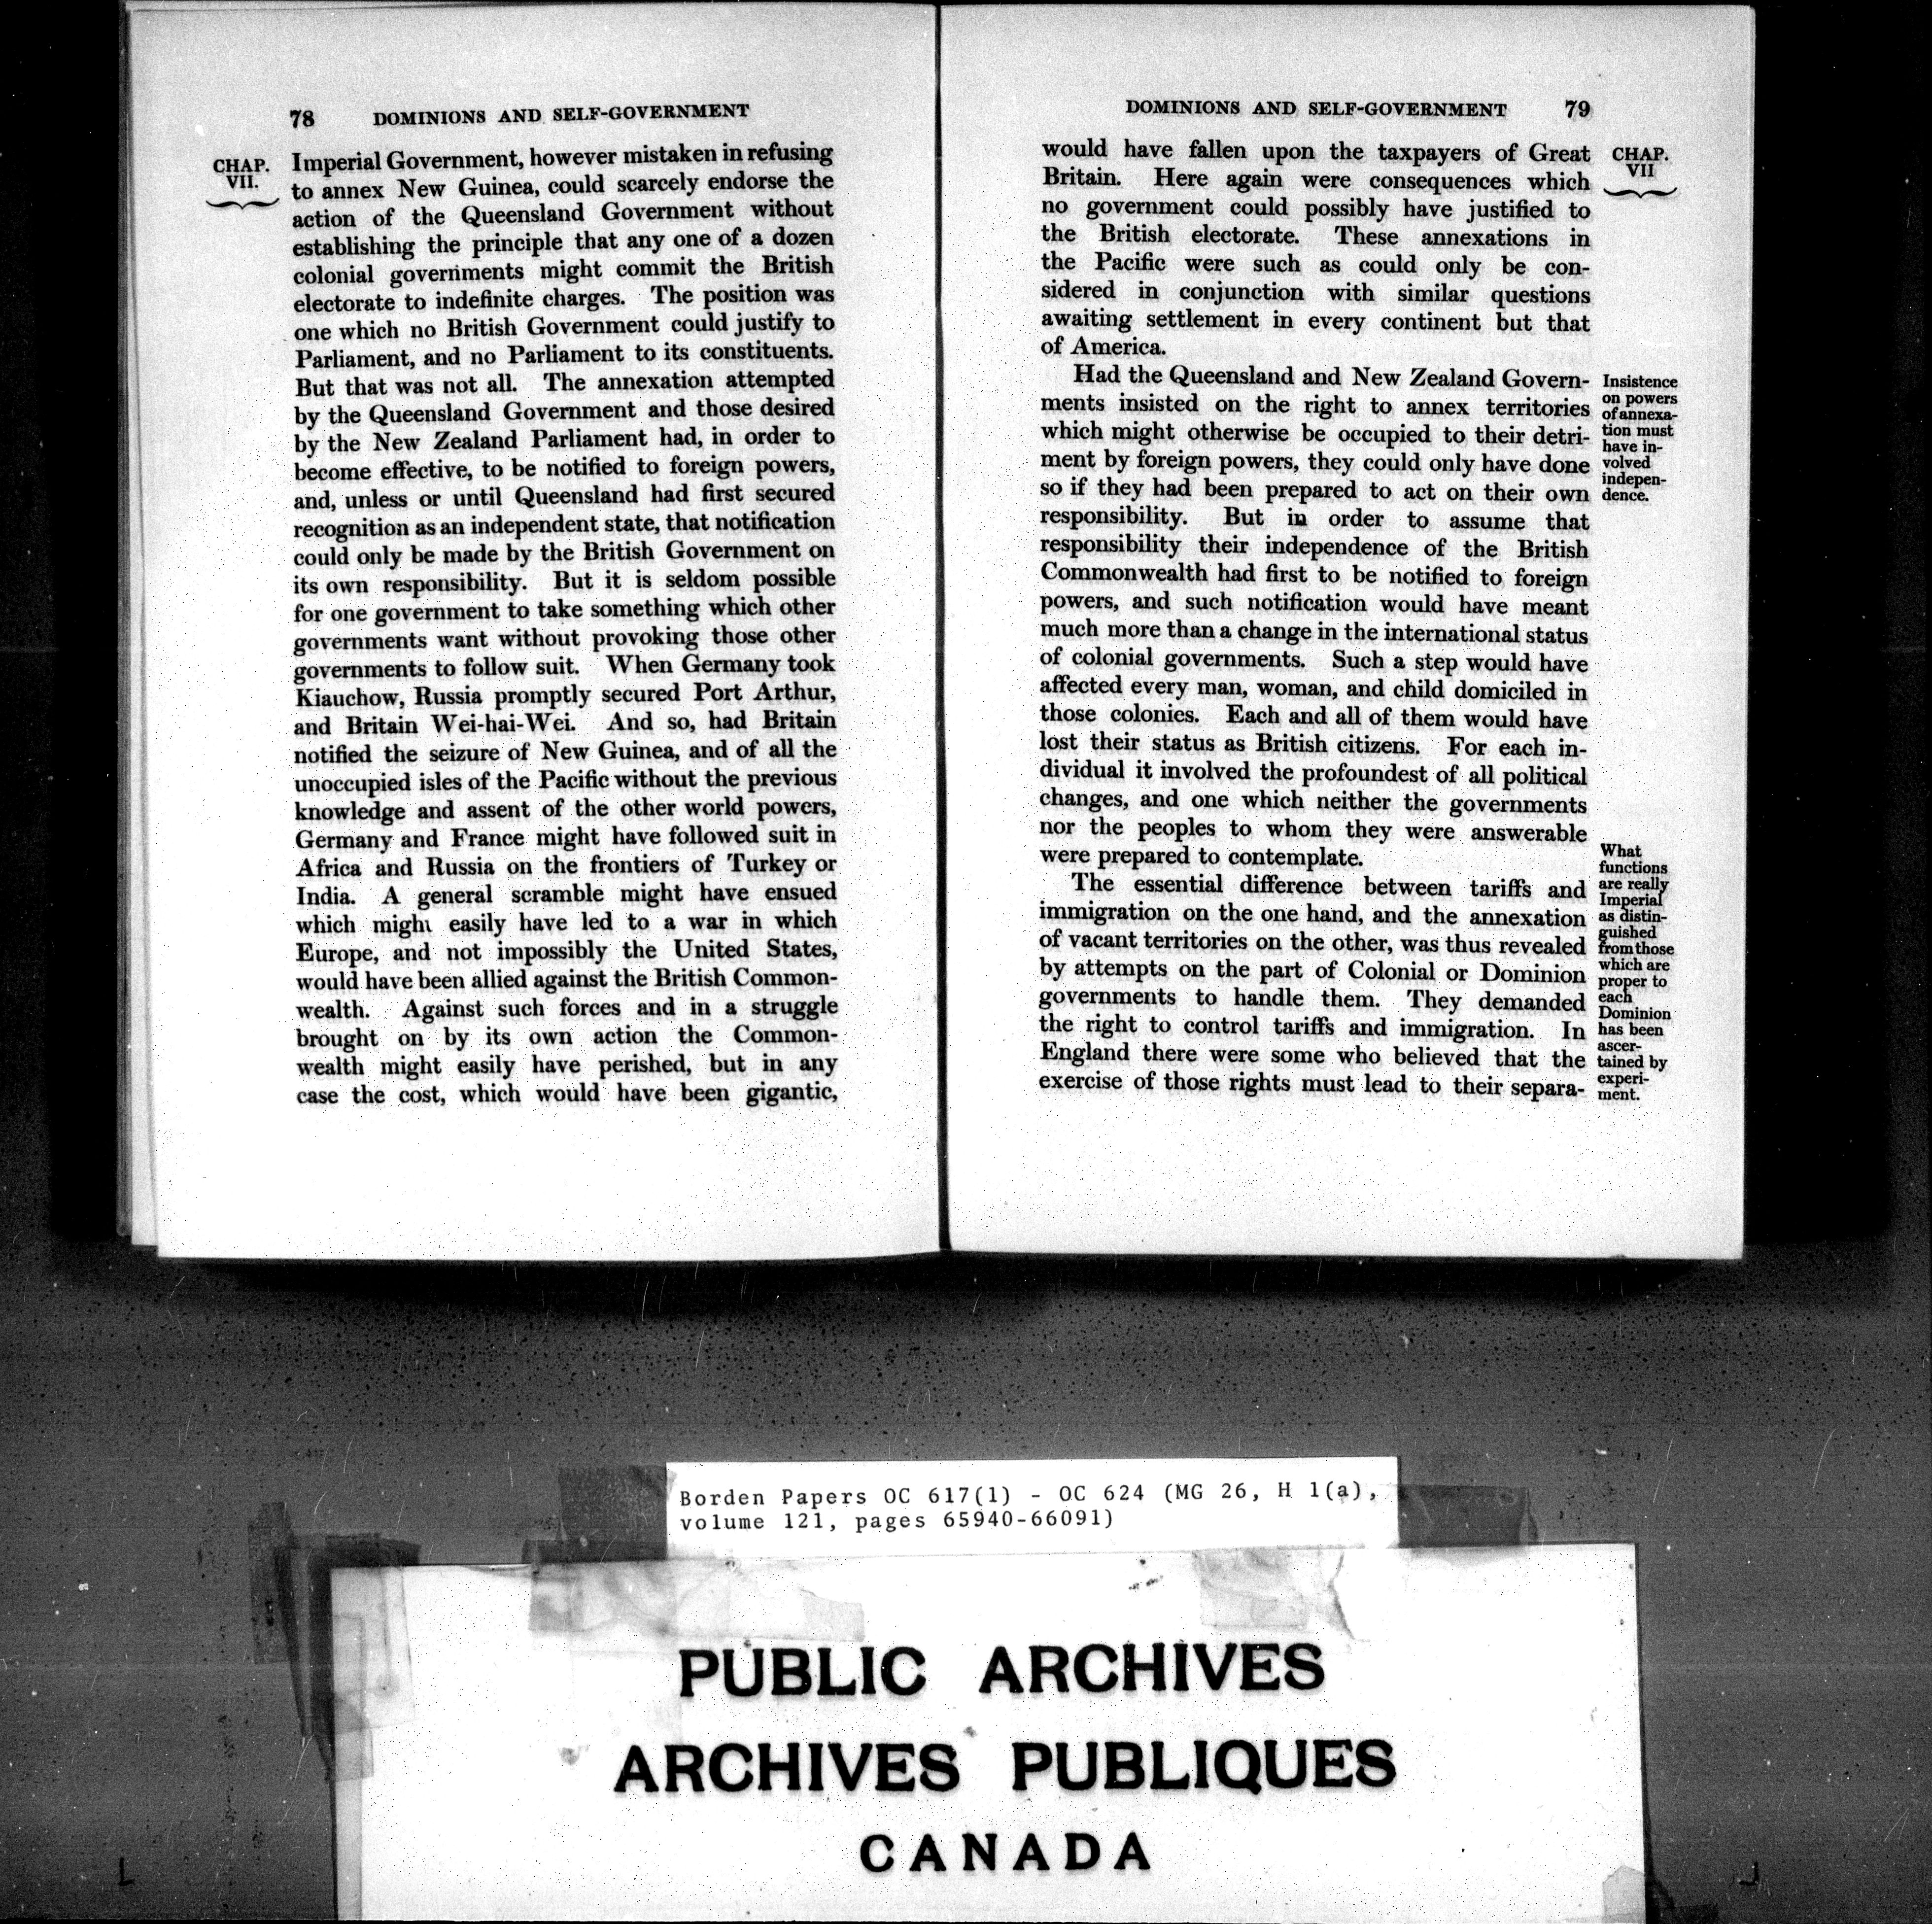 78 DOMINIONS AND SELF-GOVERNMENT
CHAP.
VII.
Imperial Government, however mistaken in refusing
to annex New Guinea, could scarcely endorse the
action of the Queensland Government without
establishing the principle that any one of a dozen
colonial governments might commit the British
electorate to indefinite charges. The position was
one which no British Government could justify to
Parliament, and no Parliament to its constituents.
But that was not all. The annexation attempted
by the Queensland Government and those desired
by the New Zealand Parliament had, in order to
become effective, to be notified to foreign powers,
and, unless or until Queensland had first secured
recognition as an independent state, that notification
could only be made by the British Government on
its own responsibility. But it is seldom possible
for one government to take something which other
governments want without provoking those other
governments to follow suit. When Germany took
Kiauchow, Russia promptly secured Port Arthur,
and Britain Wei-hai-Wei. And so, had Britain
notified the seizure of New Guinea, and of all the
unoccupied isles of the Pacific without the previous
knowledge and assent of the other world powers,
Germany and France might have followed suit in
Africa and Russia on the frontiers of Turkey or
India. A general scramble might have ensued
which might easily have led to a war in which
Europe, and not impossibly the United States,
would have been allied against the British Common-
wealth. Against such forces and in a struggle
brought on by its own action the Common-
wealth might easily have perished, but in any
case the cost, which would have been gigantic,
DOMINIONS AND SELF-GOVERNMENT 79
CHAP.
VII
would have fallen upon the taxpayers of Great
Britain. Here again were consequences which
no government could possibly have justified to
the British electorate. These annexations in
the Pacific were such as could only be con-
sidered in conjunction with similar questions
awaiting settlement in every continent but that
of America.
Had the Queensland and New Zealand Govern-
ments insisted on the right to annex territories
which might otherwise be occupied to their detri-
ment by foreign powers, they could only have done
so if they had been prepared to act on their own
responsibility. But in order to assume that
responsibility their independence of the British
Commonwealth had first to be notified to foreign
powers, and such notification would have meant
much more than a change in the international status
of colonial governments. Such a step would have
affected every man, woman, and child domiciled in
those colonies. Each and all of them would have
lost their status as British citizens. For each in-
dividual it involved the profoundest of all political
changes, and one which neither the governments
nor the peoples to whom they were answerable
were prepared to contemplate.
The essential difference between tariffs and
immigration on the one hand, and the annexation
of vacant territories on the other, was thus revealed
by attempts on the part of Colonial or Dominion
governments to handle them. They demanded
the right to control tariffs and immigration. In
England there were some who believed that the
exercise of those rights must lead to their separa-
Insistence
on powers
of annexa-
tion must
have in-
volved
indepen-
dence.
What
functions
are really
Imperial
as distin-
guished
from those
which are
proper to
each
Dominion
has been
ascer-
tained by
experi-
ment.
Borden Papers OC 617(1) - OC 624 (MG 26, H 1(a),
volume 121, pages 65940-66091)
PUBLIC ARCHIVES
ARCHIVES PUBLIQUES
CANADA